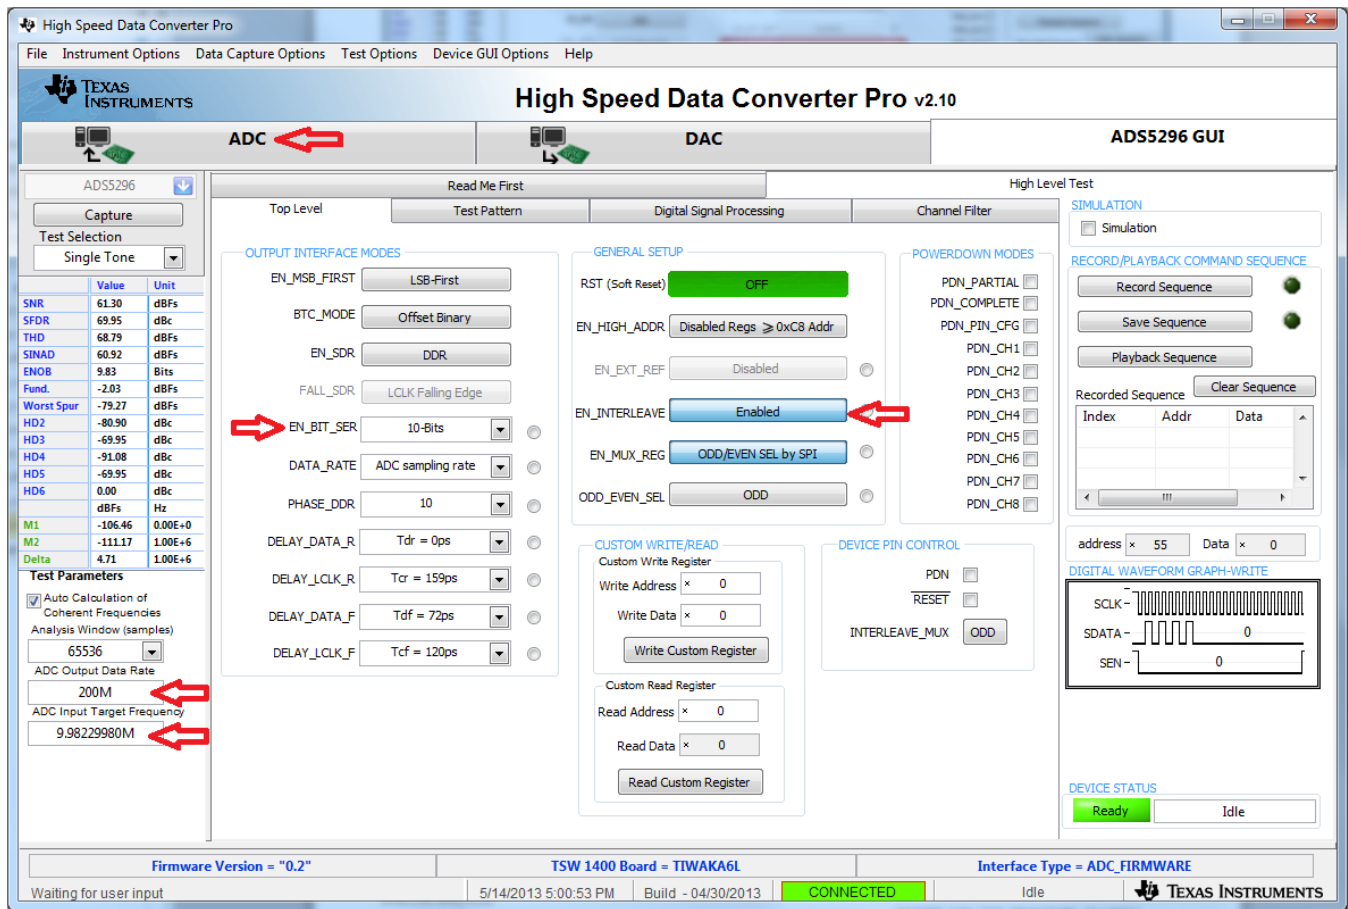 High Speed Data Converter Pro
File Instrument Options Data Capture Options Test Options Device GUI Options Help
TEXAS
INSTRUMENTS
High Speed Data Converter Pro v2.10
ADC
DAC
ADS5296 GUI
ADS5296
Capture
Test Selection
Single Tone
Value Unit
SNR 61.30 dBFs
SFDR 69.95 dBc
THD 68.79 dBFs
SINAD 60.92 dBFs
ENOB 9.83 Bits
Fund. -2.03 dBFs
Worst Spur -79.27 dBFs
HD2 -80.90 dBc
HD3 -69.95 dBc
HD4 -91.08 dBc
HD5 -69.95 dBc
HD6 0.00 dBc
dBFs Hz
M1 -106.46 0.00E+0
M2 -111.17 1.00E+6
Delta 4.71 1.00E+6
Test Parameters
Auto Calculation of
Coherent Frequencies
Analysis Window (samples)
65536
ADC Output Data Rate
200M
ADC Input Target Frequency
9.98229980M
Read Me First
High Level Test
Top Level
Test Pattern
Digital Signal Processing
Channel Filter
OUTPUT INTERFACE MODES
EN_MSB_FIRST LSB-First
BTC_MODE Offset Binary
EN_SDR DDR
FALL_SDR LCLK Falling Edge
EN_BIT_SER 10-Bits
DATA_RATE ADC sampling rate
PHASE_DDR 10
DELAY_DATA_R Tdr = 0ps
DELAY_LCLK_R Tcr = 159ps
DELAY_DATA_F Tdf = 72ps
DELAY_LCLK_F Tcf = 120ps
GENERAL SETUP
RST (Soft Reset) OFF
EN_HIGH_ADDR Disabled Regs ⩾ 0xC8 Addr
EN_EXT_REF Disabled
EN_INTERLEAVE Enabled
EN_MUX_REG ODD/EVEN SEL by SPI
ODD_EVEN_SEL ODD
POWERDOWN MODES
PDN_PARTIAL
PDN_COMPLETE
PDN_PIN_CFG
PDN_CH1
PDN_CH2
PDN_CH3
PDN_CH4
PDN_CH5
PDN_CH6
PDN_CH7
PDN_CH8
CUSTOM WRITE/READ
Custom Write Register
Write Address × 0
Write Data × 0
Write Custom Register
Custom Read Register
Read Address × 0
Read Data × 0
Read Custom Register
DEVICE PIN CONTROL
PDN
RESET
INTERLEAVE_MUX ODD
SIMULATION
Simulation
RECORD/PLAYBACK COMMAND SEQUENCE
Record Sequence
Save Sequence
Playback Sequence
Recorded Sequence Clear Sequence
Index Addr Data
address × 55 Data × 0
DIGITAL WAVEFORM GRAPH-WRITE
SCLK
SDATA 0
SEN 0
DEVICE STATUS
Ready Idle
Firmware Version = "0.2" TSW 1400 Board = TIWAKA6L Interface Type = ADC_FIRMWARE
Waiting for user input 5/14/2013 5:00:53 PM Build - 04/30/2013 CONNECTED Idle TEXAS INSTRUMENTS